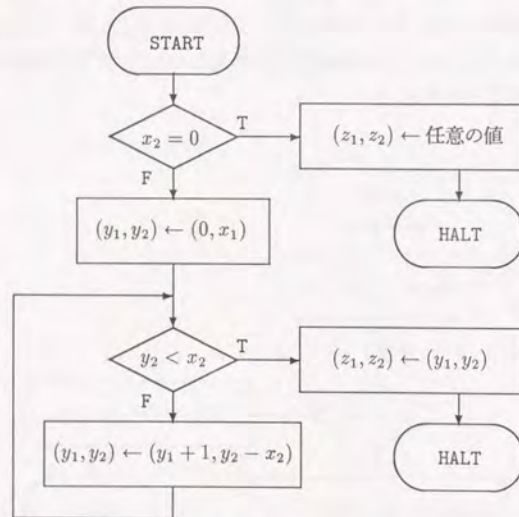 START
x₂ = 0
T
(z₁, z₂) ← 任意の値
F
HALT
(y₁, y₂) ← (0, x₁)
y₂ < x₂
T
(z₁, z₂) ← (y₁, y₂)
F
(y₁, y₂) ← (y₁ + 1, y₂ − x₂)
HALT